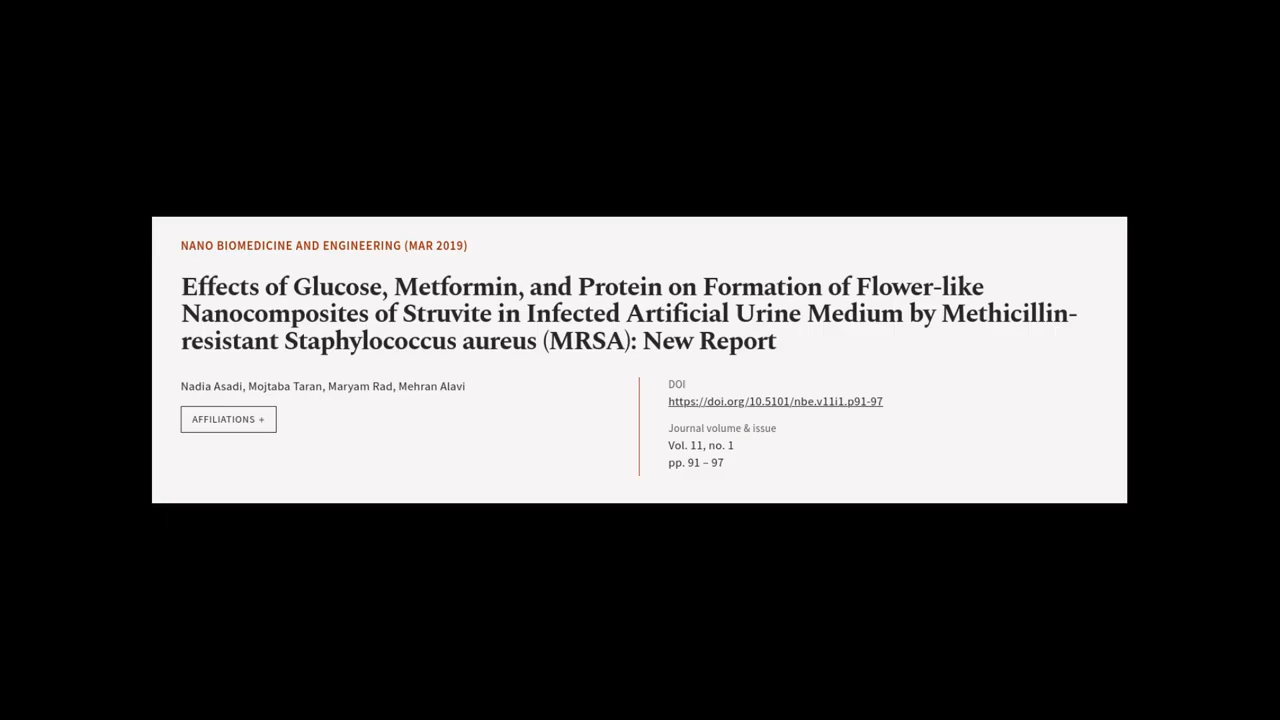 NANO BIOMEDICINE AND ENGINEERING (MAR 2019)
Effects of Glucose, Metformin, and Protein on Formation of Flower-like
Nanocomposites of Struvite in Infected Artificial Urine Medium by Methicillin-
resistant Staphylococcus aureus (MRSA): New Report
Nadia Asadi, Mojtaba Taran, Maryam Rad, Mehran Alavi
AFFILIATIONS +
DOI
https://doi.org/10.5101/nbe.v11i1.p91-97
Journal volume & issue
Vol. 11, no. 1
pp. 91 – 97